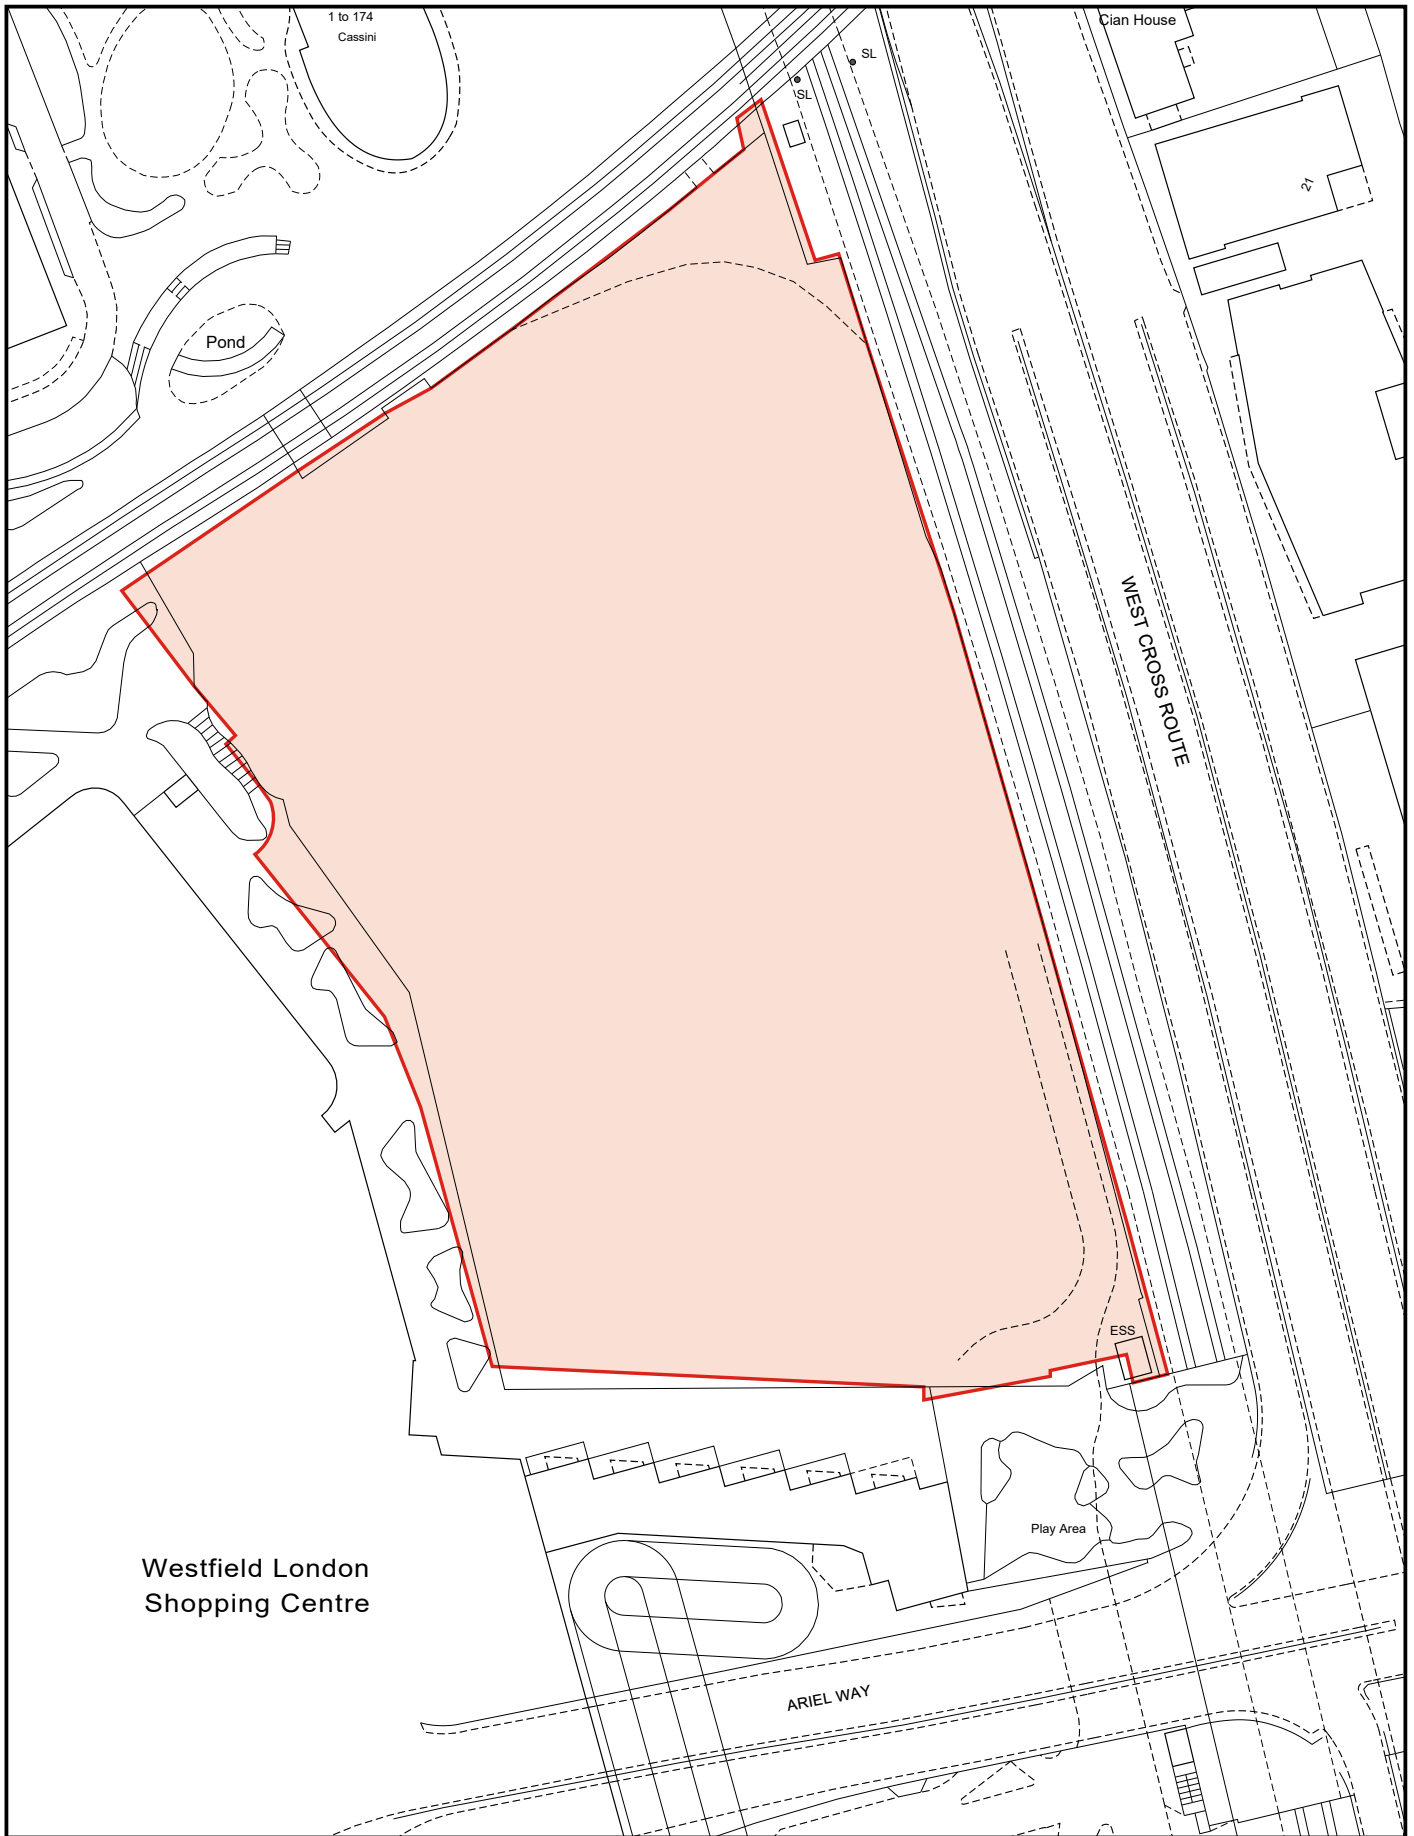 1 to 174
Cassini
Cian House
SL
SL
21
Pond
WEST CROSS ROUTE
ESS
Play Area
Westfield London
Shopping Centre
ARIEL WAY